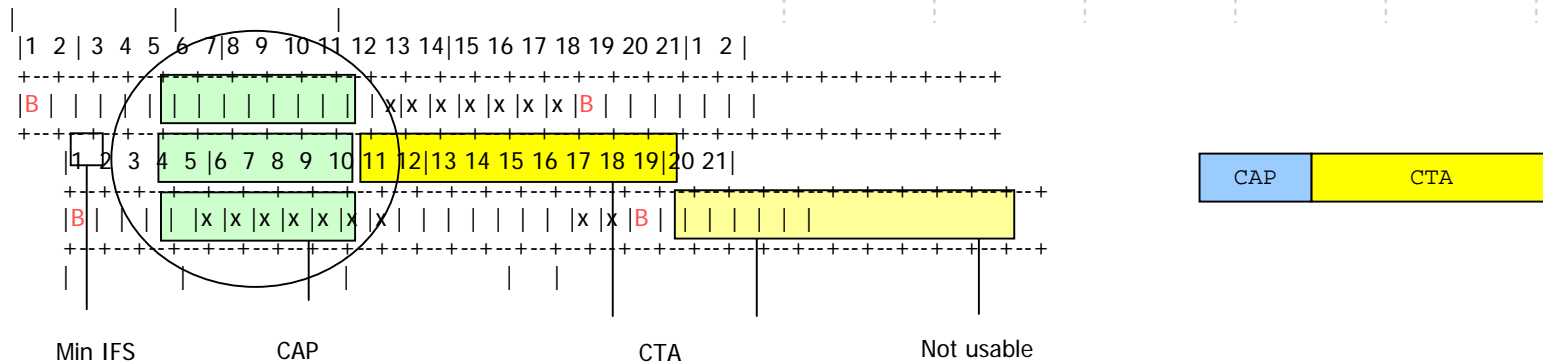 |                    |                    |
|1 2 | 3 4 5 6 7|8 9 10 11 12 13 14|15 16 17 18 19 20 21|1 2 |
+--+--+--+--+--+--+--+--+--+--+--+--+--+--+--+--+--+--+--+--+--+--+--+--+--+--+--+--+
|B | | | | | | | | | | | | |x|x |x |x |x |x |x |B | | | | | | |
+--+--+--+--+--+--+--+--+--+--+--+--+--+--+--+--+--+--+--+--+--+--+--+--+--+--+--+--+
|1 2 3 4 5 |6 7 8 9 10 11 12|13 14 15 16 17 18 19|20 21|
CAP CTA
+--+--+--+--+--+--+--+--+--+--+--+--+--+--+--+--+--+--+--+--+--+--+--+--+--+--+--+--+
|B | | | | |x |x |x |x |x |x |x | | | | | | |x |x |B | | | | | | |
+--+--+--+--+--+--+--+--+--+--+--+--+--+--+--+--+--+--+--+--+--+--+--+--+--+--+--+--+
|                    |                    |                    |     |
Min IFS CAP CTA Not usable